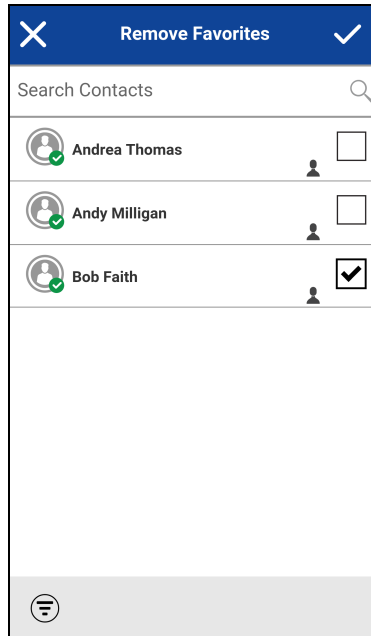 Remove Favorites
Search Contacts
Andrea Thomas
Andy Milligan
Bob Faith